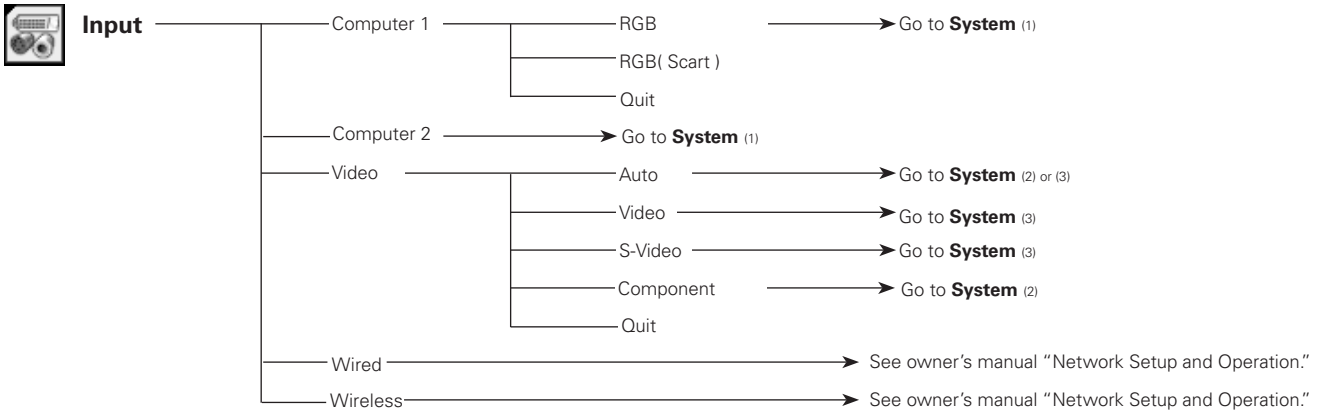 Input Computer 1 RGB Go to System (1)
RGB( Scart )
Quit
Computer 2 Go to System (1)
Video Auto Go to System (2) or (3)
Video Go to System (3)
S-Video Go to System (3)
Component Go to System (2)
Quit
Wired See owner’s manual “Network Setup and Operation.”
Wireless See owner’s manual “Network Setup and Operation.”